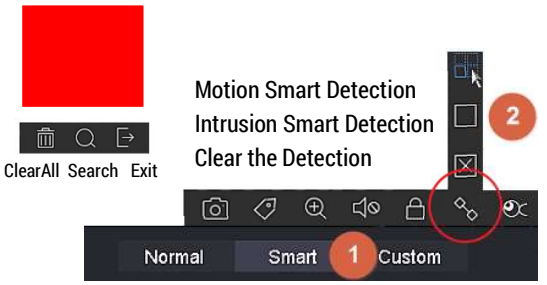 Motion Smart Detection
Intrusion Smart Detection
Clear the Detection
2
ClearAll Search Exit
Normal Smart 1 Custom